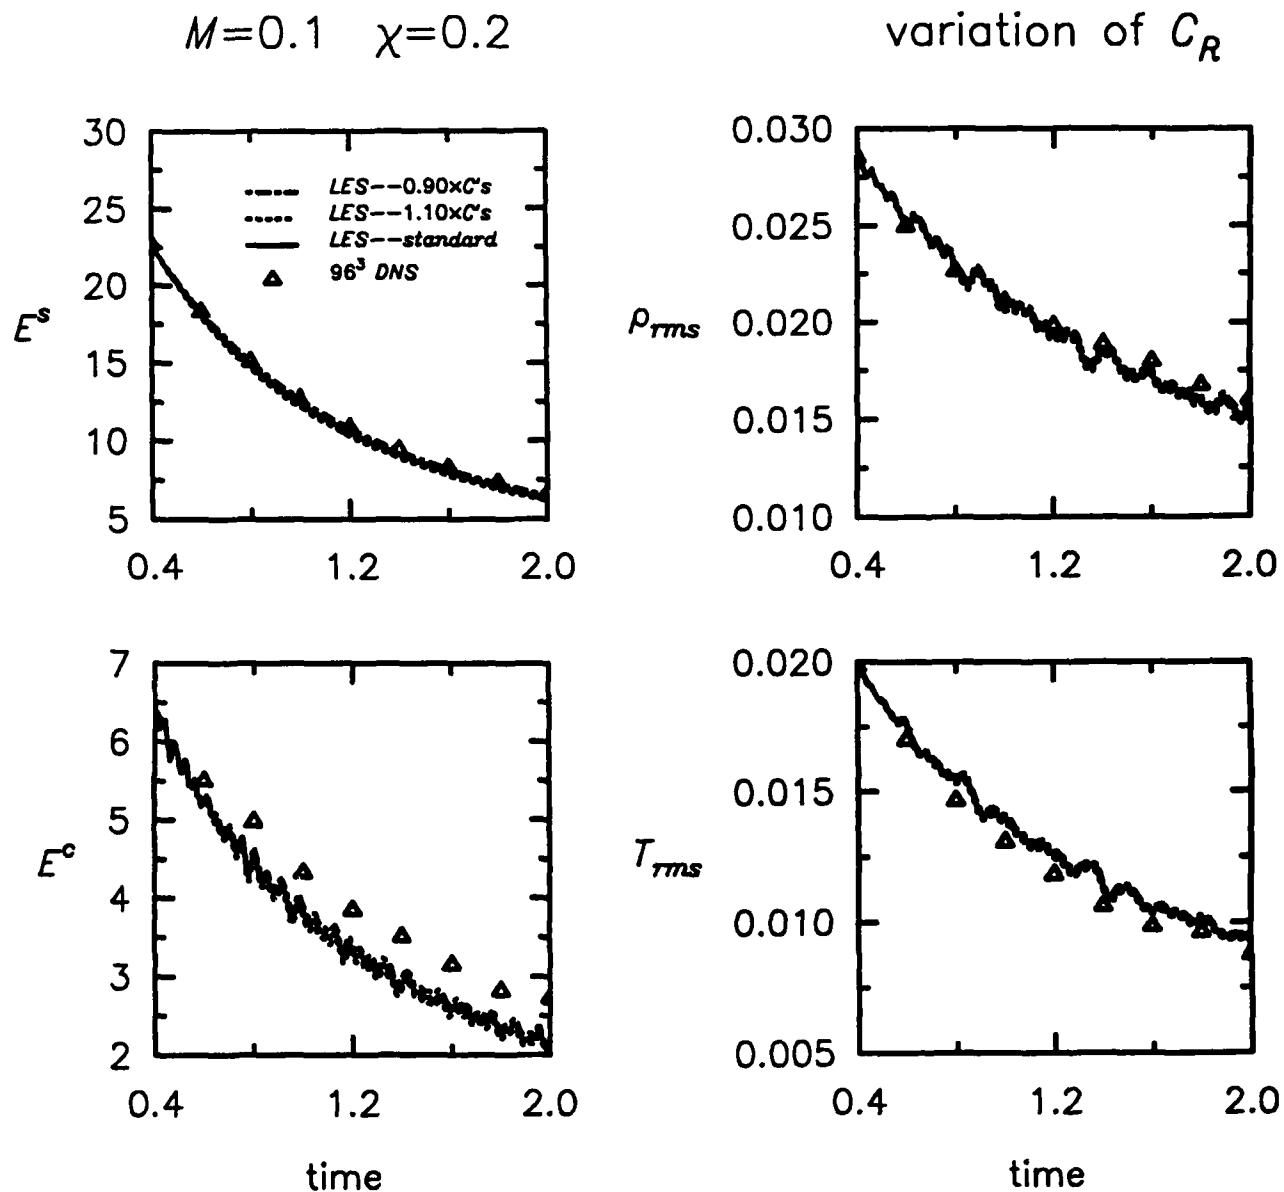 M=0.1 χ=0.2
variation of C_R
30
25
20
15
10
5
E^s
LES--0.90×C's
LES--1.10×C's
LES--standard
96³ DNS
0.4 1.2 2.0
0.030
0.025
0.020
0.015
0.010
ρ_rms
0.4 1.2 2.0
7
6
5
4
3
2
E^c
0.4 1.2 2.0
time
0.020
0.015
0.010
0.005
T_rms
0.4 1.2 2.0
time